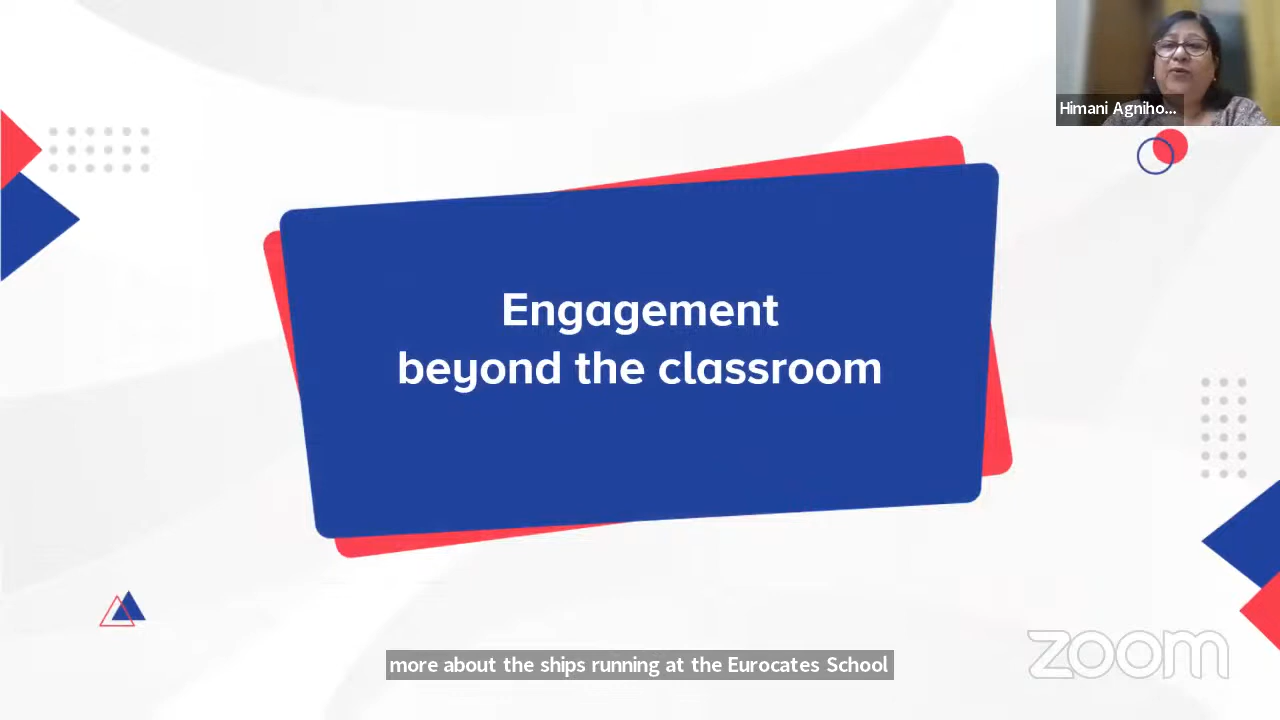 Himani Agniho...
Engagement
beyond the classroom
more about the ships running at the Eurocates School
zoom